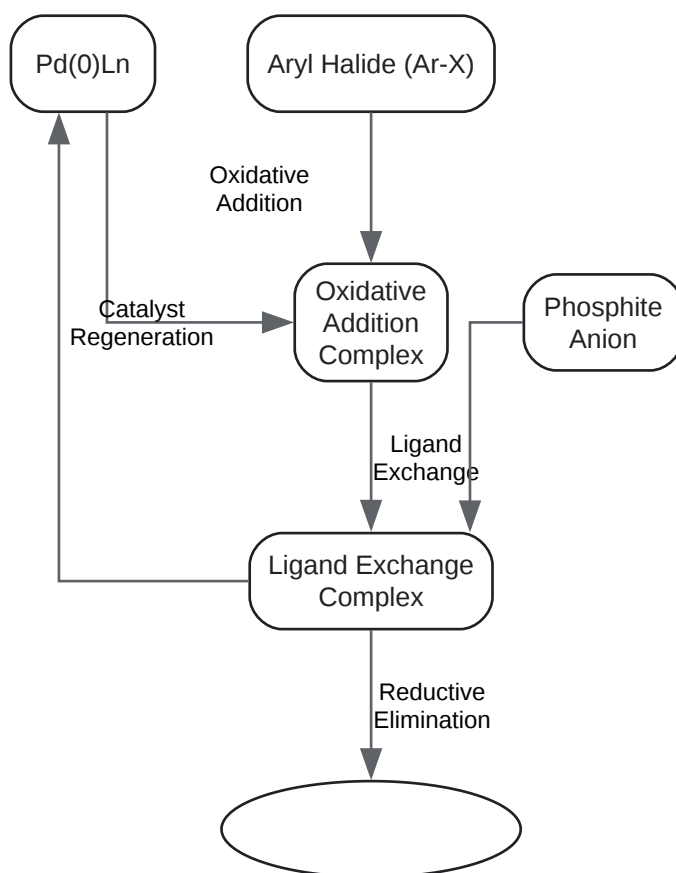 Pd(0)Ln
Aryl Halide (Ar-X)
Oxidative
Addition
Catalyst
Regeneration
Oxidative
Addition
Complex
Phosphite
Anion
Ligand
Exchange
Ligand Exchange
Complex
Reductive
Elimination